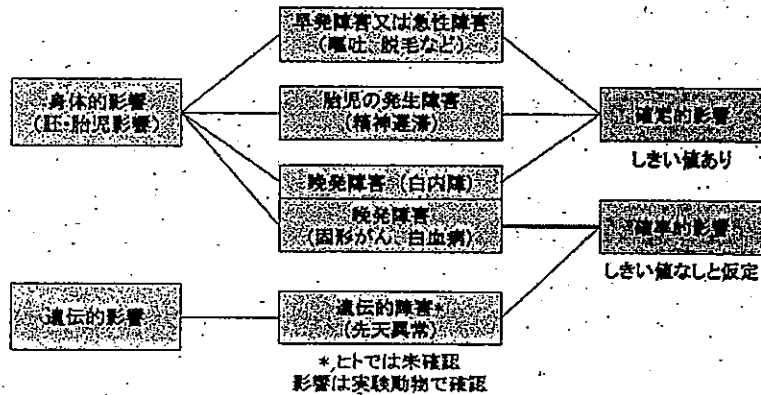 早発障害又は急性障害
(嘔吐、脱毛など)
身体的影響
(胚・胎児影響)
胎児の発生障害
(精神遅滞)
確定的影響
しきい値あり
晩発障害 (白内障)
晩発障害
(固形がん、白血病)
確率的影響
しきい値なしと仮定
遺伝的影響
遺伝的障害*
(先天異常)
*,ヒトでは未確認
影響は実験動物で確認